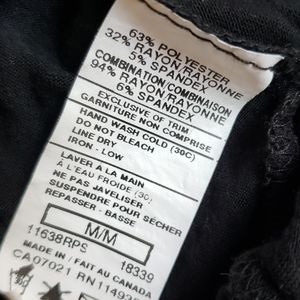 63% POLYESTER
32% RAYON/RAYONNE
5% SPANDEX
COMBINATION/COMBINAISON
94% RAYON/RAYONNE
6% SPANDEX
EXCLUSIVE OF TRIM
GARNITURE NON COMPRISE
HAND WASH COLD (30C)
DO NOT BLEACH
LINE DRY
IRON - LOW
LAVER À LA MAIN
À L'EAU FROIDE (30C)
NE PAS JAVELISER
SUSPENDRE POUR SÉCHER
REPASSER - BASSE
M/M
11638RPS 18339
MADE IN / FAIT AU CANADA
CA07021 RN